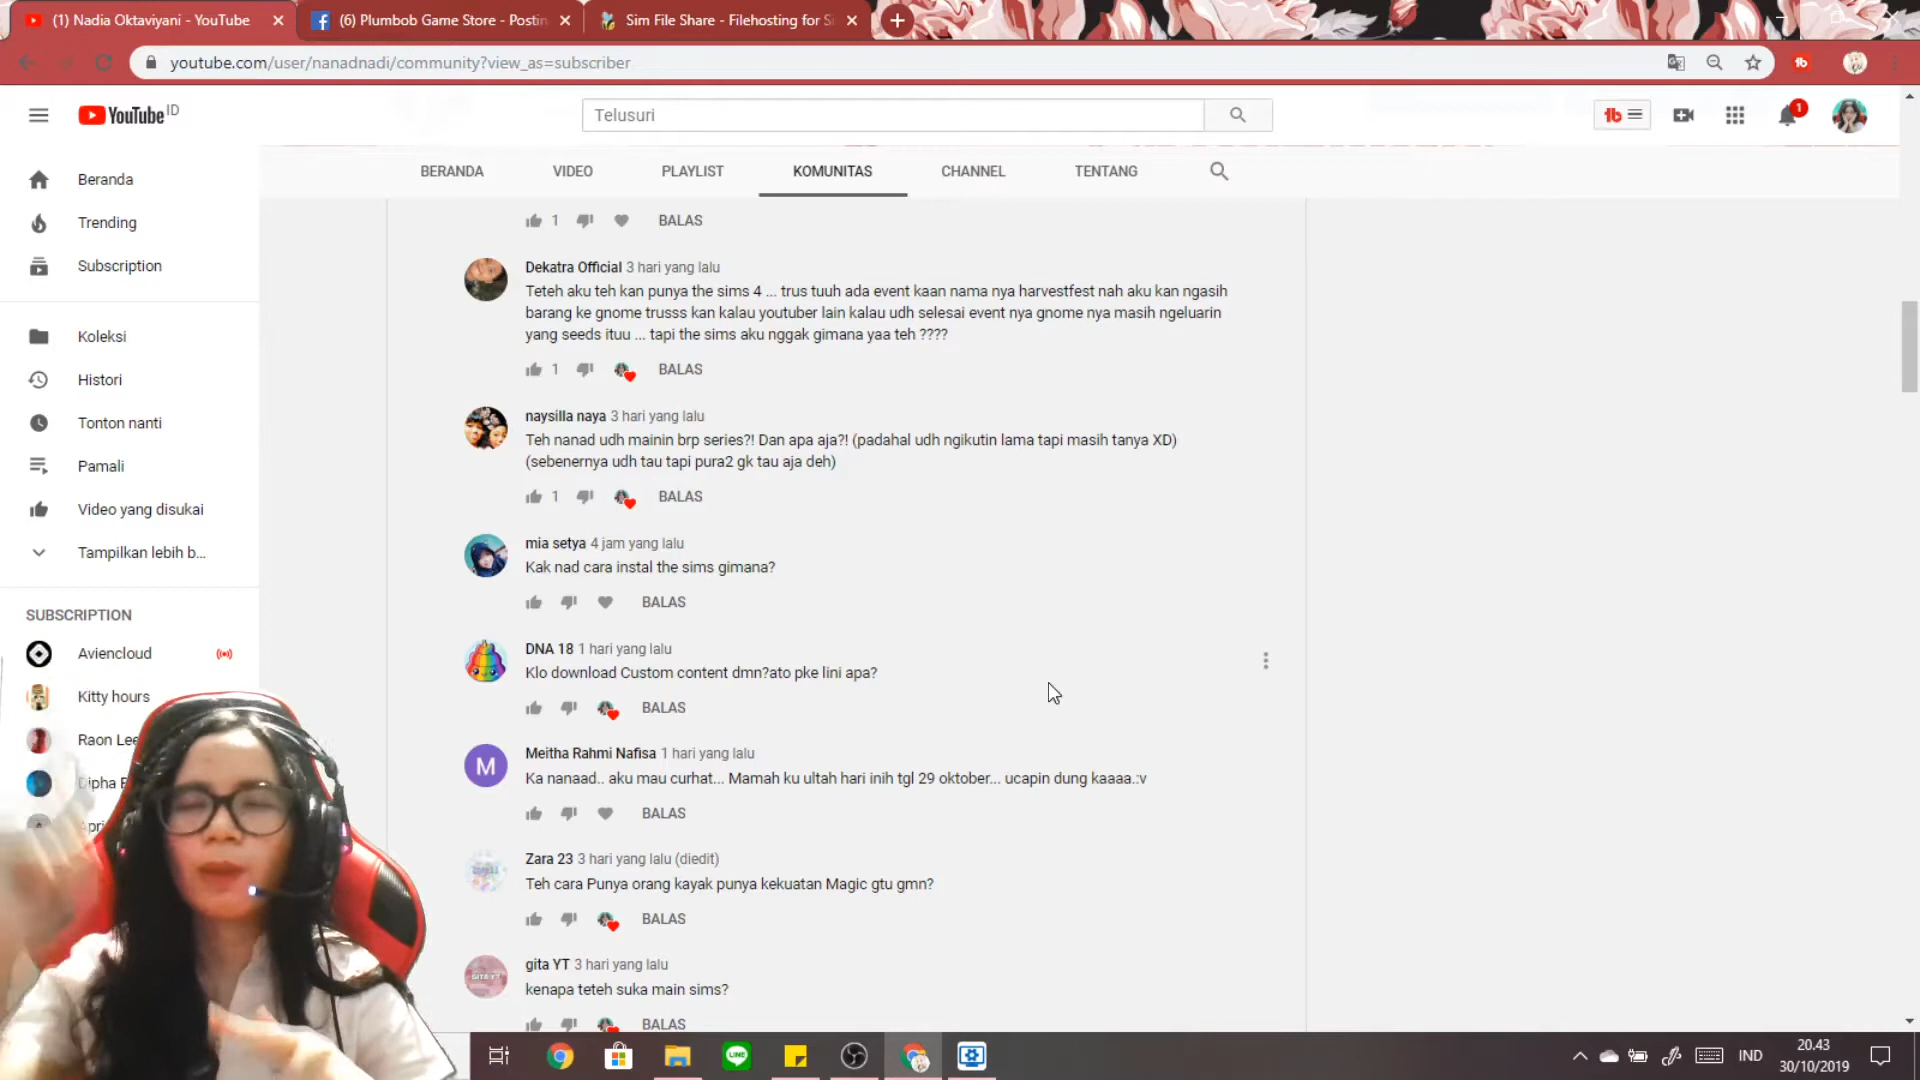 (1) Nadia Oktaviyani - YouTube
(6) Plumbob Game Store - Postin
Sim File Share - Filehosting for Si
youtube.com/user/nanadnadi/community?view_as=subscriber
YouTube ID
Telusuri
1
BERANDA VIDEO PLAYLIST KOMUNITAS CHANNEL TENTANG
Beranda
Trending
Subscription
Koleksi
Histori
Tonton nanti
Pamali
Video yang disukai
Tampilkan lebih b...
SUBSCRIPTION
Aviencloud
Kitty hours
Raon Lee
Dipha
1 BALAS
Dekatra Official 3 hari yang lalu
Teteh aku teh kan punya the sims 4 ... trus tuuh ada event kaan nama nya harvestfest nah aku kan ngasih
barang ke gnome trusss kan kalau youtuber lain kalau udh selesai event nya gnome nya masih ngeluarin
yang seeds ituu ... tapi the sims aku nggak gimana yaa teh ????
1 BALAS
naysilla naya 3 hari yang lalu
Teh nanad udh mainin brp series?! Dan apa aja?! (padahal udh ngikutin lama tapi masih tanya XD)
(sebenernya udh tau tapi pura2 gk tau aja deh)
1 BALAS
mia setya 4 jam yang lalu
Kak nad cara instal the sims gimana?
BALAS
DNA 18 1 hari yang lalu
Klo download Custom content dmn?ato pke lini apa?
BALAS
M
Meitha Rahmi Nafisa 1 hari yang lalu
Ka nanaad.. aku mau curhat... Mamah ku ultah hari inih tgl 29 oktober... ucapin dung kaaaa.:v
BALAS
Zara 23 3 hari yang lalu (diedit)
Teh cara Punya orang kayak punya kekuatan Magic gtu gmn?
BALAS
gita YT 3 hari yang lalu
kenapa teteh suka main sims?
BALAS
LINE
IND
20.43
30/10/2019